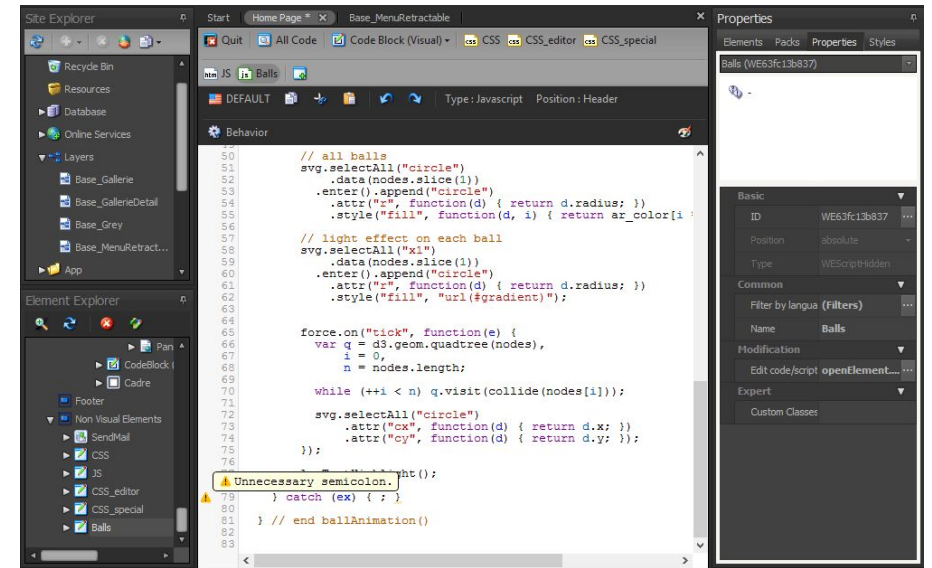 Site Explorer
Recycle Bin
Resources
Database
Online Services
Layers
Base_Gallerie
Base_GallerieDetail
Base_Grey
Base_MenuRetract...
App
Element Explorer
Pan
CodeBlock (
Cadre
Footer
Non Visual Elements
SendMail
CSS
JS
CSS_editor
CSS_special
Balls
Start Home Page * X Base_MenuRetractable ×
Quit All Code Code Block (Visual) css CSS css CSS_editor css CSS_special
htm JS js Balls
DEFAULT Type : Javascript Position : Header
Behavior
50 // all balls
51 svg.selectAll("circle")
52 .data(nodes.slice(1))
53 .enter().append("circle")
54 .attr("r", function(d) { return d.radius; })
55 .style("fill", function(d, i) { return ar_color[i
56
57 // light effect on each ball
58 svg.selectAll("x1")
59 .data(nodes.slice(1))
60 .enter().append("circle")
61 .attr("r", function(d) { return d.radius; })
62 .style("fill", "url(#gradient)");
63
64
65 force.on("tick", function(e) {
66 var q = d3.geom.quadtree(nodes),
67 i = 0,
68 n = nodes.length;
69
70 while (++i < n) q.visit(collide(nodes[i]));
71
72 svg.selectAll("circle")
73 .attr("cx", function(d) { return d.x; })
74 .attr("cy", function(d) { return d.y; });
75 });
76
ght();
Unnecessary semicolon.
79 } catch (ex) { ; }
80
81 } // end ballAnimation()
82
83
Properties
Elements Packs Properties Styles
Balls (WE63fc13b837)
-
Basic
ID WE63fc13b837 ...
Position absolute
Type WEScriptHidden
Common
Filter by langua (Filters) ...
Name Balls
Modification
Edit code/script openElement.... ...
Expert
Custom Classes